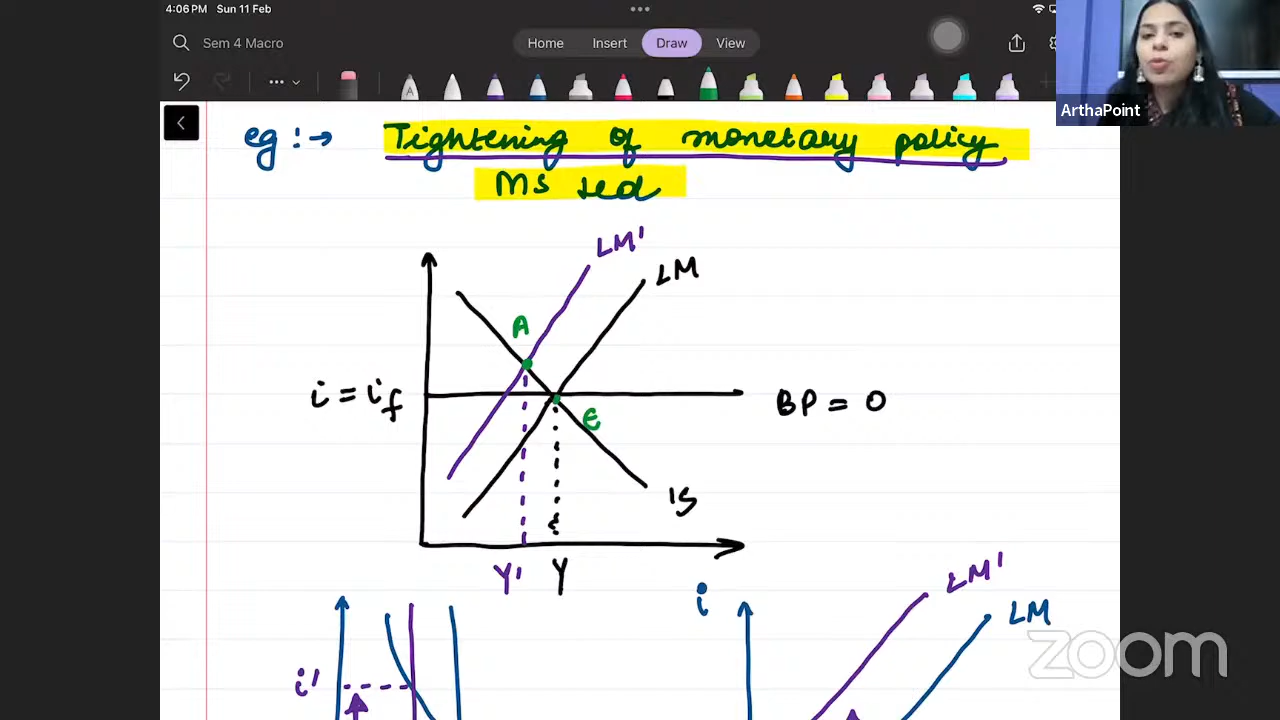 4:06 PM Sun 11 Feb
Sem 4 Macro
Home Insert Draw View
A
ArthaPoint
eg :→ Tightening of monetary policy
MS red
LM'
LM
A
i = if
BP = 0
E
IS
Y' Y
i
LM'
LM
i'
zoom